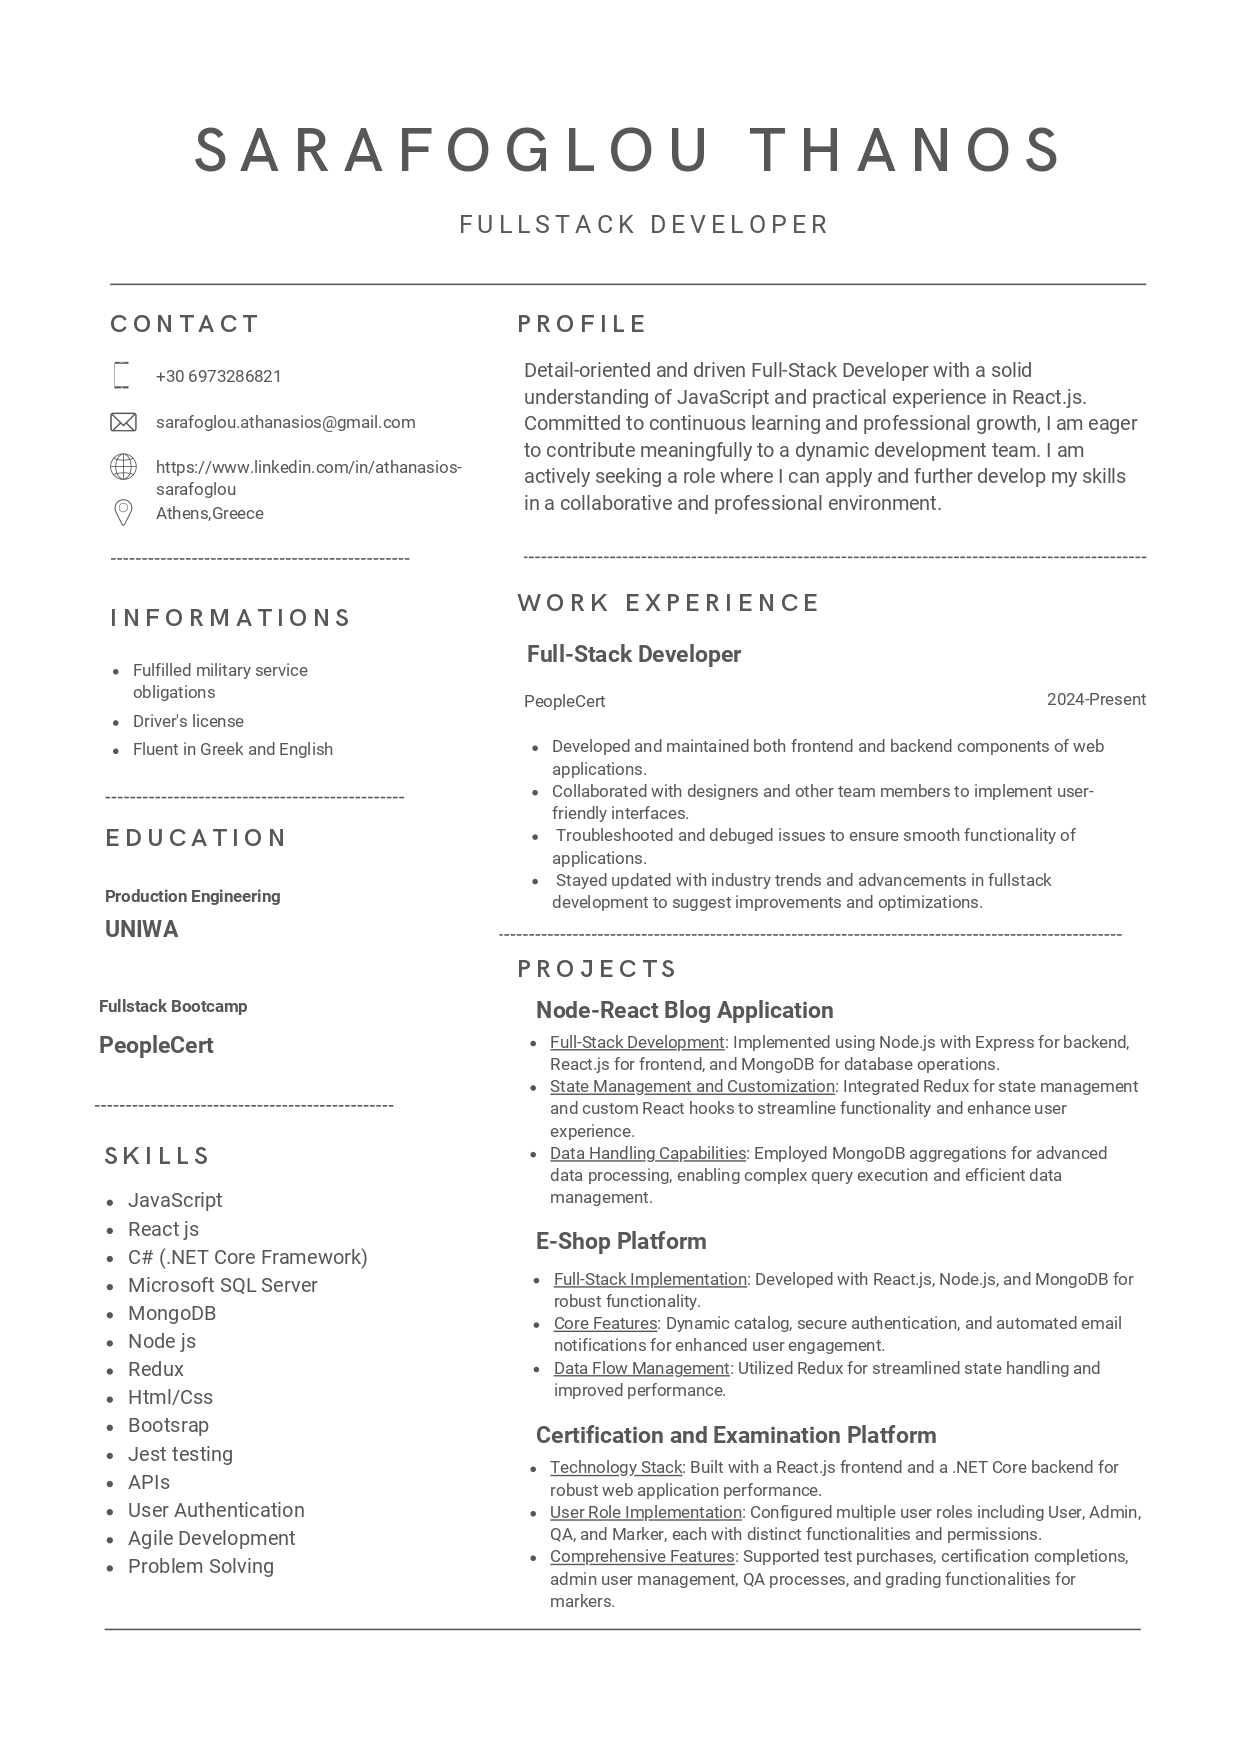 SARAFOGLOU THANOS
FULLSTACK DEVELOPER
CONTACT
+30 6973286821
sarafoglou.athanasios@gmail.com
https://www.linkedin.com/in/athanasios-
sarafoglou
Athens,Greece
------------------------------------------------
INFORMATIONS
• Fulfilled military service
obligations
• Driver's license
• Fluent in Greek and English
------------------------------------------------
EDUCATION
Production Engineering
UNIWA
Fullstack Bootcamp
PeopleCert
------------------------------------------------
SKILLS
• JavaScript
• React js
• C# (.NET Core Framework)
• Microsoft SQL Server
• MongoDB
• Node js
• Redux
• Html/Css
• Bootsrap
• Jest testing
• APIs
• User Authentication
• Agile Development
• Problem Solving
PROFILE
Detail-oriented and driven Full-Stack Developer with a solid
understanding of JavaScript and practical experience in React.js.
Committed to continuous learning and professional growth, I am eager
to contribute meaningfully to a dynamic development team. I am
actively seeking a role where I can apply and further develop my skills
in a collaborative and professional environment.
----------------------------------------------------------------------------------------------------
WORK EXPERIENCE
Full-Stack Developer
PeopleCert 2024-Present
• Developed and maintained both frontend and backend components of web
applications.
• Collaborated with designers and other team members to implement user-
friendly interfaces.
• Troubleshooted and debuged issues to ensure smooth functionality of
applications.
• Stayed updated with industry trends and advancements in fullstack
development to suggest improvements and optimizations.
----------------------------------------------------------------------------------------------------
PROJECTS
Node-React Blog Application
• Full-Stack Development: Implemented using Node.js with Express for backend,
React.js for frontend, and MongoDB for database operations.
• State Management and Customization: Integrated Redux for state management
and custom React hooks to streamline functionality and enhance user
experience.
• Data Handling Capabilities: Employed MongoDB aggregations for advanced
data processing, enabling complex query execution and efficient data
management.
E-Shop Platform
• Full-Stack Implementation: Developed with React.js, Node.js, and MongoDB for
robust functionality.
• Core Features: Dynamic catalog, secure authentication, and automated email
notifications for enhanced user engagement.
• Data Flow Management: Utilized Redux for streamlined state handling and
improved performance.
Certification and Examination Platform
• Technology Stack: Built with a React.js frontend and a .NET Core backend for
robust web application performance.
• User Role Implementation: Configured multiple user roles including User, Admin,
QA, and Marker, each with distinct functionalities and permissions.
• Comprehensive Features: Supported test purchases, certification completions,
admin user management, QA processes, and grading functionalities for
markers.